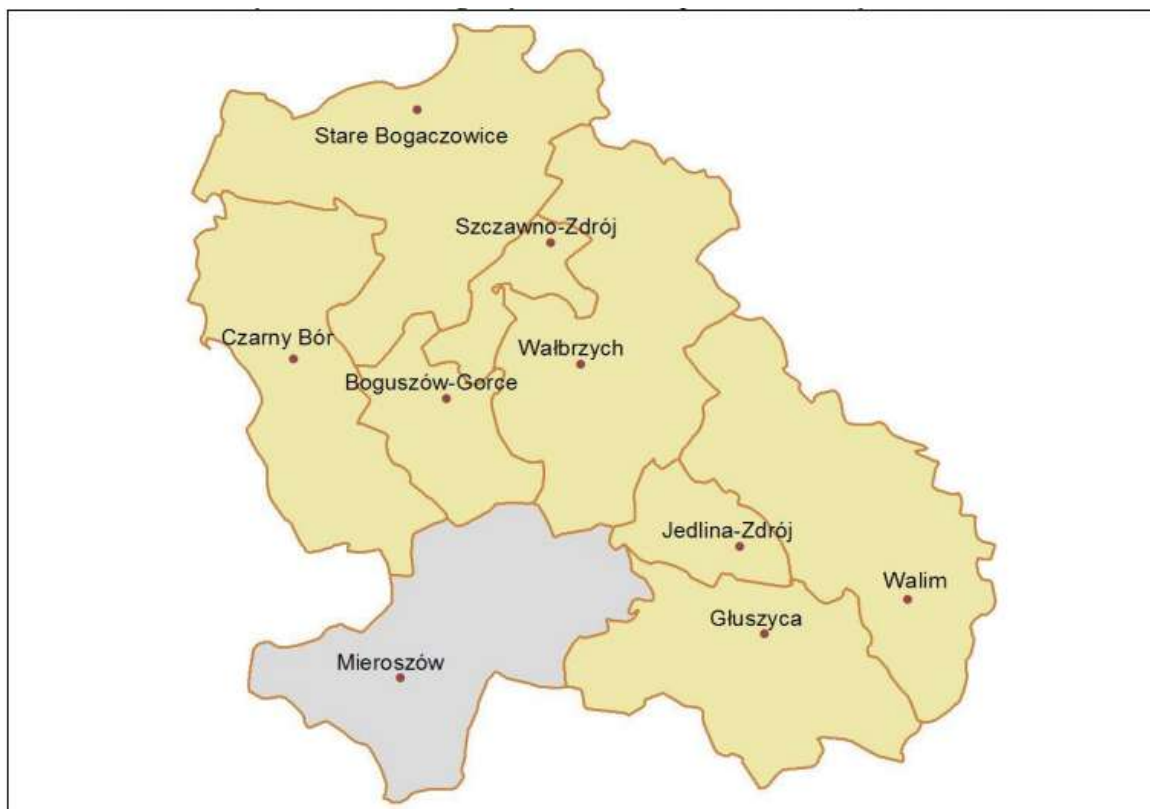 Stare Bogaczowice
Szczawno-Zdrój
Czarny Bór
Wałbrzych
Boguszów-Gorce
Jedlina-Zdrój
Walim
Głuszyca
Mieroszów